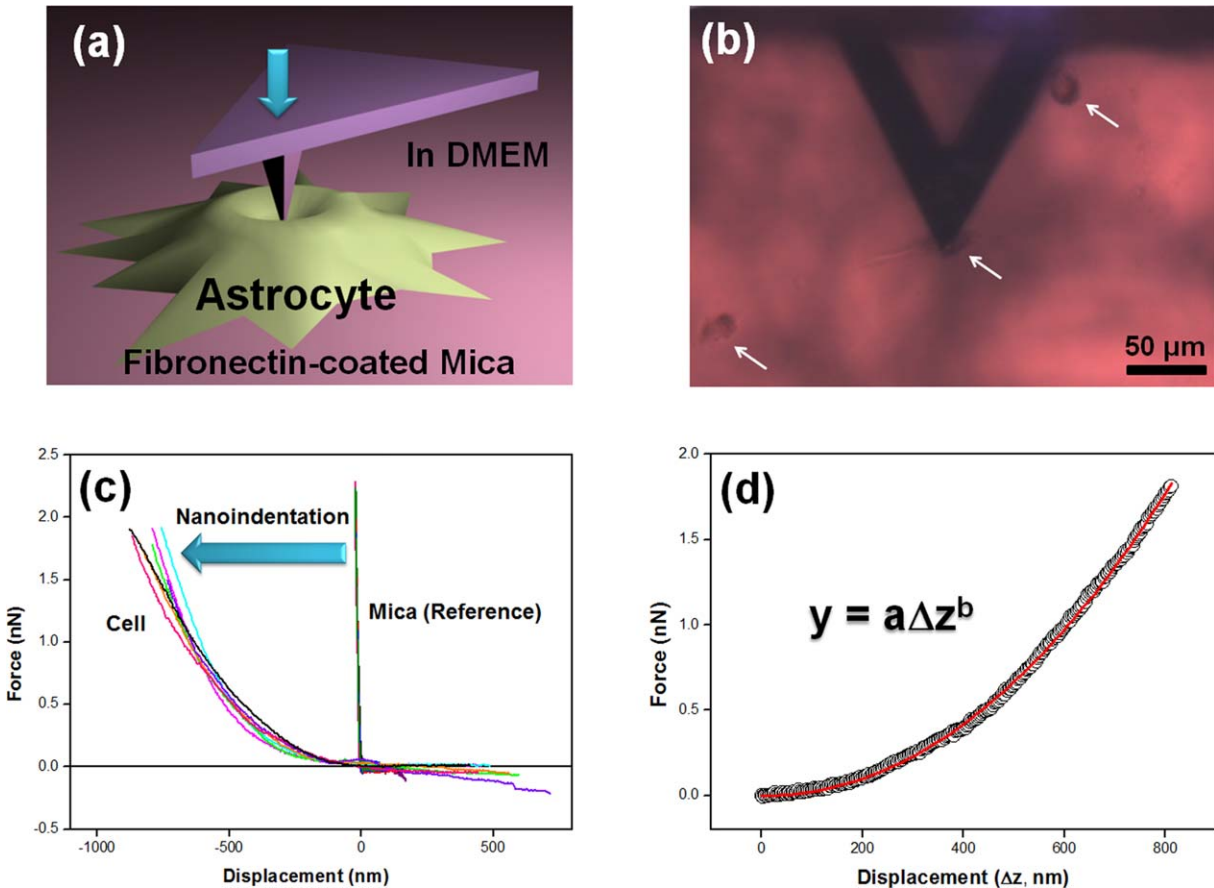 (a)
In DMEM
Astrocyte
Fibronectin-coated Mica
(b)
50 µm
(c)
2.5
2.0
1.5
1.0
0.5
0.0
-0.5
Force (nN)
Nanoindentation
Cell
Mica (Reference)
-1000 -500 0 500
Displacement (nm)
(d)
2.0
1.5
1.0
0.5
0.0
Force (nN)
y = aΔz^b
0 200 400 600 800
Displacement (Δz, nm)